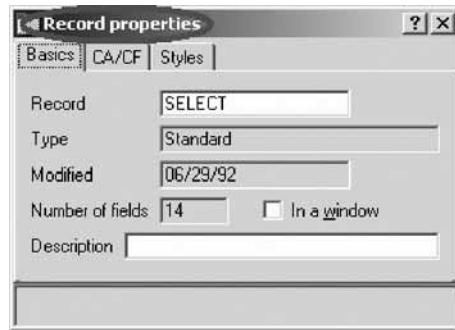 Record properties
Basics CA/CF Styles
Record SELECT
Type Standard
Modified 06/29/92
Number of fields 14 In a window
Description